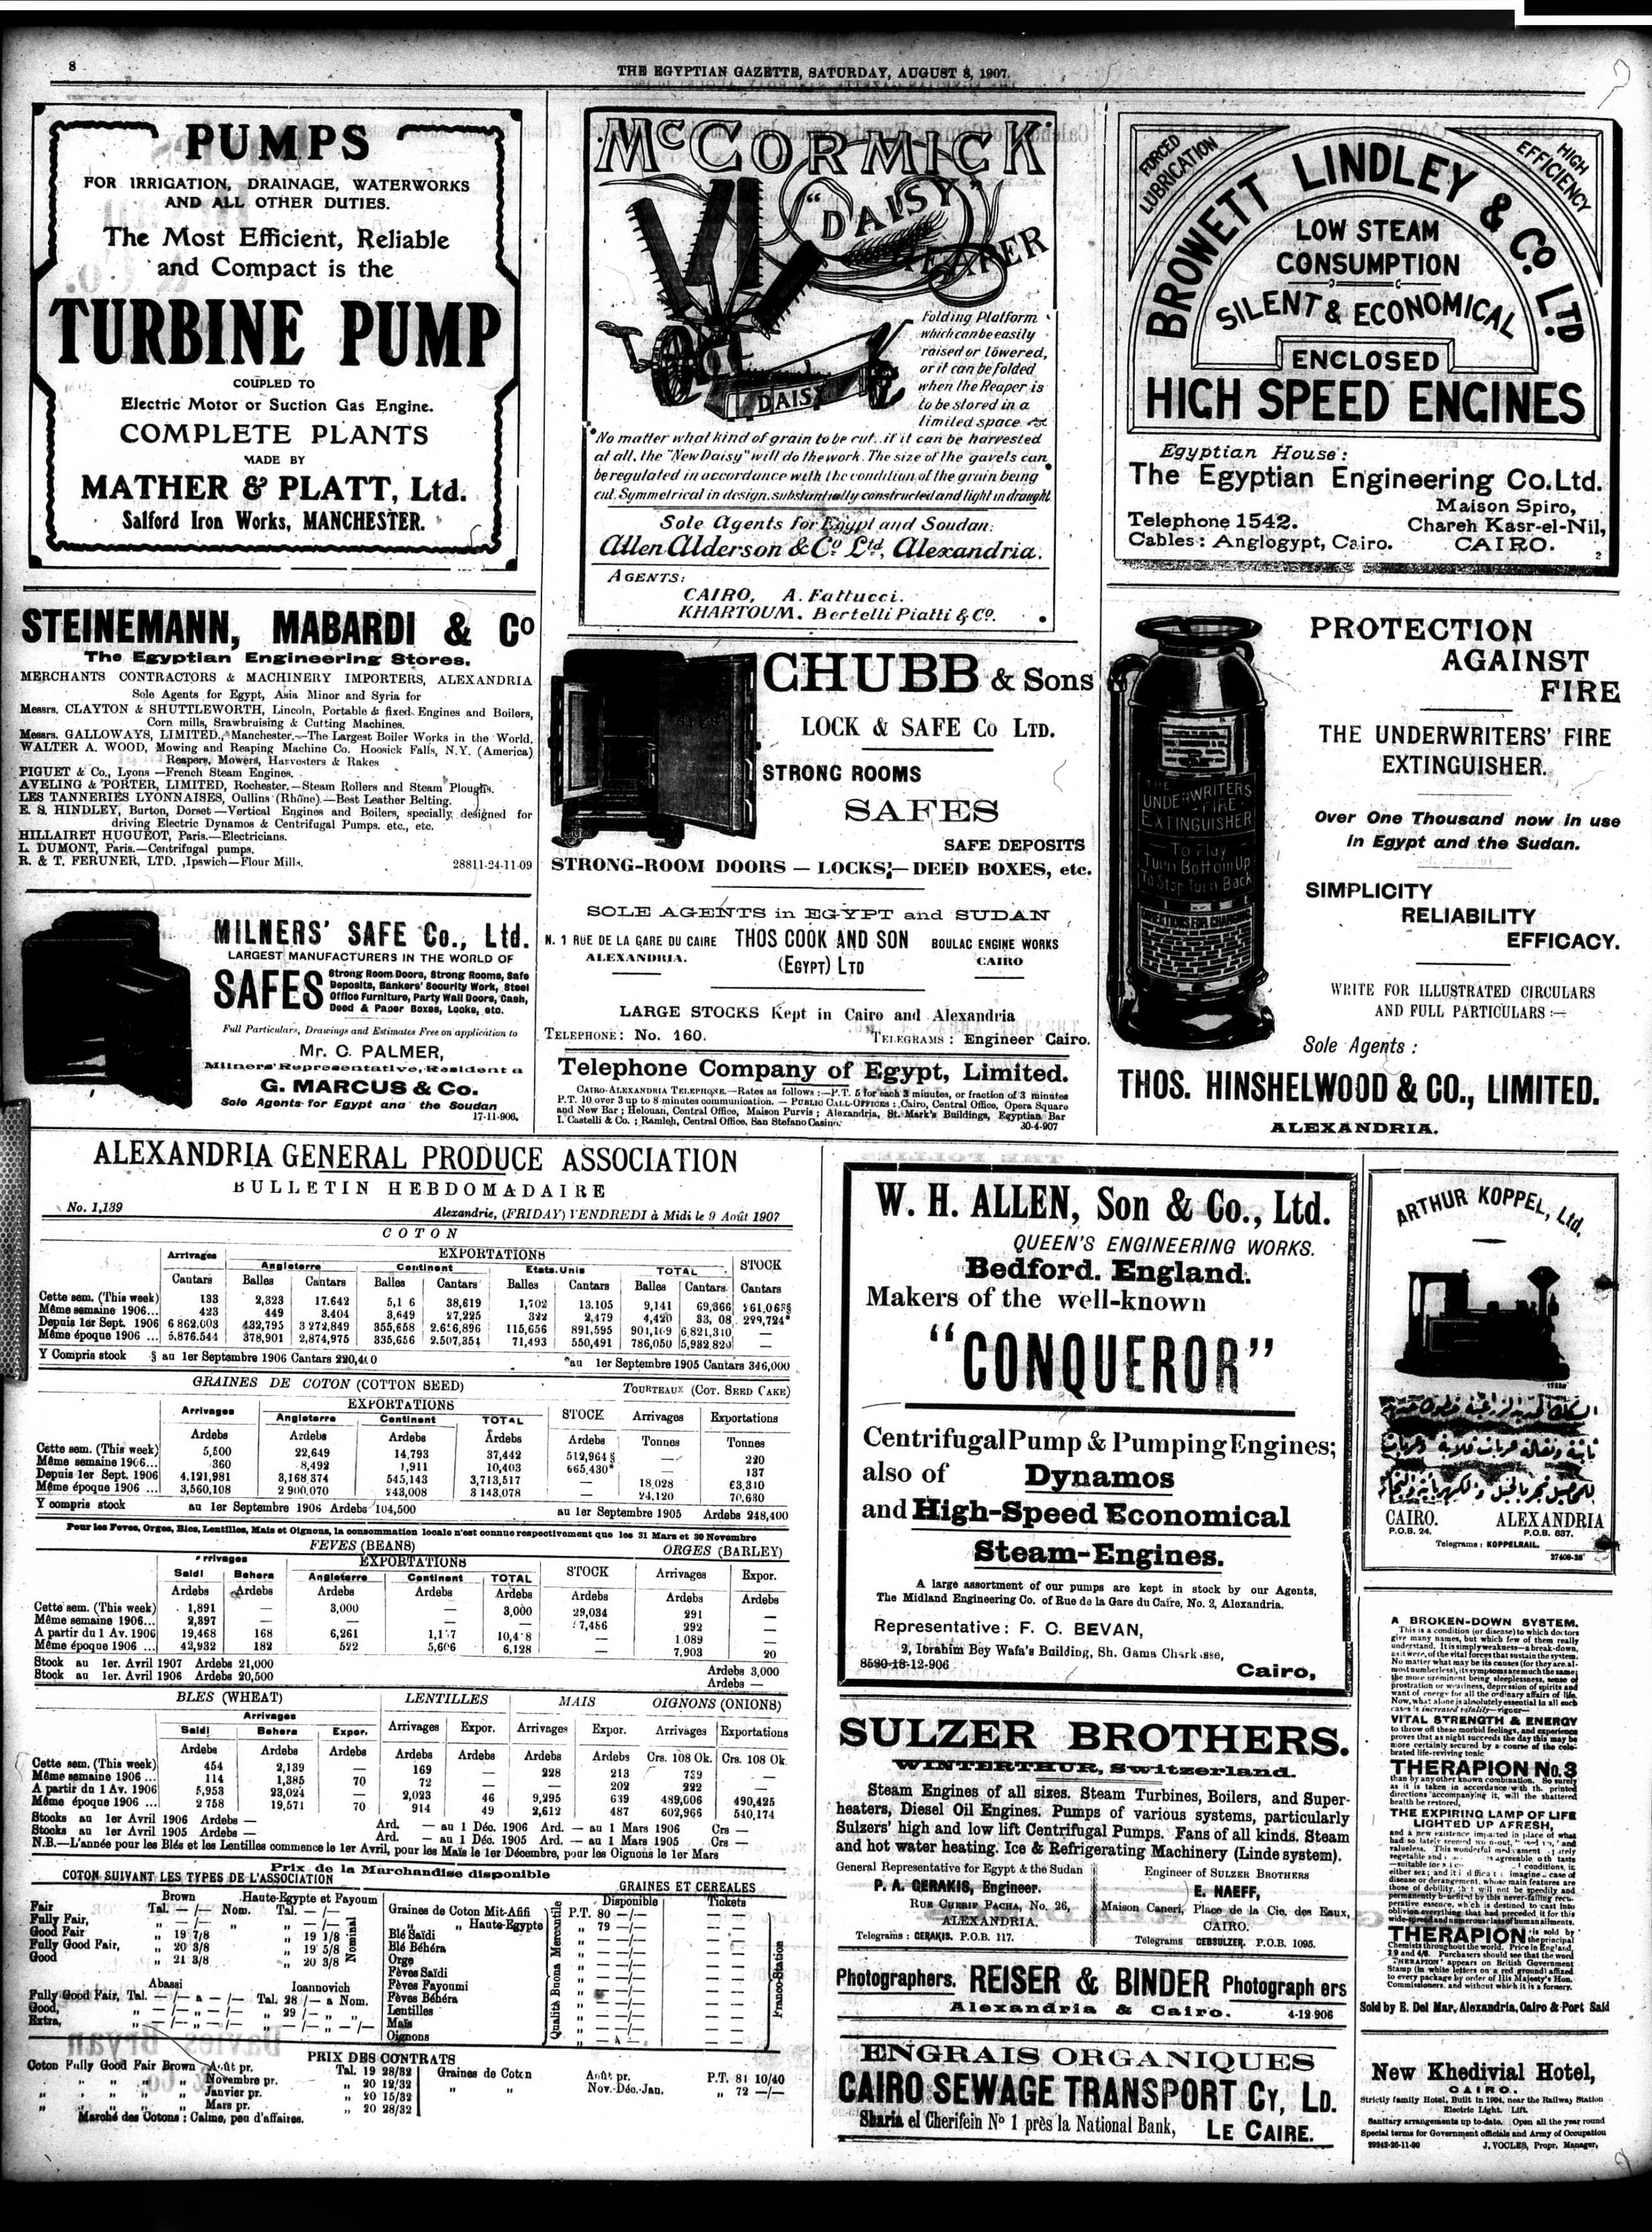 8
THE EGYPTIAN GAZETTE, SATURDAY, AUGUST 8, 1907.
PUMPS
FOR IRRIGATION, DRAINAGE, WATERWORKS
AND ALL OTHER DUTIES.
The Most Efficient, Reliable
and Compact is the
TURBINE PUMP
COUPLED TO
Electric Motor or Suction Gas Engine.
COMPLETE PLANTS
MADE BY
MATHER & PLATT, Ltd.
Salford Iron Works, MANCHESTER.
STEINEMANN, MABARDI & Co
The Egyptian Engineering Stores.
MERCHANTS CONTRACTORS & MACHINERY IMPORTERS, ALEXANDRIA
Sole Agents for Egypt, Asia Minor and Syria for
Messrs. CLAYTON & SHUTTLEWORTH, Lincoln, Portable & fixed Engines and Boilers,
Corn mills, Srawbruising & Cutting Machines.
Messrs. GALLOWAYS, LIMITED., Manchester.—The Largest Boiler Works in the World.
WALTER A. WOOD, Mowing and Reaping Machine Co. Hoosick Falls, N.Y. (America)
Reapers, Mowers, Harvesters & Rakes
PIGUET & Co., Lyons —French Steam Engines.
AVELING & PORTER, LIMITED, Rochester.—Steam Rollers and Steam Ploughs.
LES TANNERIES LYONNAISES, Oullins (Rhône).—Best Leather Belting.
E. S. HINDLEY, Burton, Dorset—Vertical Engines and Boilers, specially designed for
driving Electric Dynamos & Centrifugal Pumps. etc., etc.
HILLAIRET HUGUEOT, Paris.—Electricians.
L. DUMONT, Paris.—Centrifugal pumps.
R. & T. FERUNER, LTD. ,Ipswich—Flour Mills.
28811-24-11-09
MILNERS' SAFE Co., Ltd.
LARGEST MANUFACTURERS IN THE WORLD OF
SAFES
Strong Room Doors, Strong Rooms, Safe
Deposits, Bankers' Security Work, Steel
Office Furniture, Party Wall Doors, Cash,
Deed & Paper Boxes, Locks, etc.
Full Particulars, Drawings and Estimates Free on application to
Mr. C. PALMER,
Milners' Representative, Resident a
G. MARCUS & Co.
Sole Agents for Egypt and the Soudan
17-11-906.
McCORMICK
"DAISY"
REAPER
DAISY
Folding Platform
which can be easily
raised or lowered,
or it can be folded
when the Reaper is
to be stored in a
limited space
No matter what kind of grain to be cut, if it can be harvested
at all, the "New Daisy" will do the work. The size of the gavels can
be regulated in accordance with the condition of the grain being
cut. Symmetrical in design, substantially constructed and light in draught.
Sole Agents for Egypt and Soudan:
Allen Alderson & Co. Ltd, Alexandria.
AGENTS:
CAIRO, A. Fattucci.
KHARTOUM. Bertelli Piatti & Co.
CHUBB & Sons
LOCK & SAFE Co LTD.
STRONG ROOMS
SAFES
SAFE DEPOSITS
STRONG-ROOM DOORS — LOCKS,— DEED BOXES, etc.
SOLE AGENTS in EGYPT and SUDAN
N. 1 RUE DE LA GARE DU CAIRE THOS COOK AND SON BOULAC ENGINE WORKS
ALEXANDRIA. (EGYPT) LTD CAIRO
LARGE STOCKS Kept in Cairo and Alexandria
TELEPHONE: No. 160. TELEGRAMS : Engineer Cairo.
Telephone Company of Egypt, Limited.
CAIRO-ALEXANDRIA TELEPHONE.—Rates as follows :—P.T. 5 for each 3 minutes, or fraction of 3 minutes
P.T. 10 over 3 up to 8 minutes communication. — PUBLIC CALL-OFFICES : Cairo, Central Office, Opera Square
and New Bar ; Helouan, Central Office, Maison Purvis ; Alexandria, St. Mark's Buildings, Egyptian Bar
I. Castelli & Co. ; Ramleh, Central Office, San Stefano Casino.
30-4-907
FORCED LUBRICATION
HIGH EFFICIENCY
BROWETT LINDLEY & CO. LTD
LOW STEAM
CONSUMPTION
SILENT & ECONOMICAL
ENCLOSED
HIGH SPEED ENGINES
Egyptian House:
The Egyptian Engineering Co. Ltd.
Maison Spiro,
Telephone 1542. Chareh Kasr-el-Nil,
Cables: Anglogypt, Cairo. CAIRO.
2
THE
UNDERWRITERS
FIRE
EXTINGUISHER
To Play
Turn Bottom Up
To Stop Turn Back
DIRECTIONS FOR CHARGING
PROTECTION
AGAINST
FIRE
THE UNDERWRITERS' FIRE
EXTINGUISHER.
Over One Thousand now in use
in Egypt and the Sudan.
SIMPLICITY
RELIABILITY
EFFICACY.
WRITE FOR ILLUSTRATED CIRCULARS
AND FULL PARTICULARS :—
Sole Agents :
THOS. HINSHELWOOD & CO., LIMITED.
ALEXANDRIA.
ALEXANDRIA GENERAL PRODUCE ASSOCIATION
BULLETIN HEBDOMADAIRE
No. 1,139 Alexandrie, (FRIDAY) VENDREDI à Midi le 9 Août 1907
COTON
Arrivages EXPORTATIONS STOCK
Angleterre Continent Etats.Unis TOTAL
Cantars Balles Cantars Balles Cantars Balles Cantars Balles Cantars Cantars
Cette sem. (This week) 133 2,323 17.642 38,619 1,702 13.105 9,141 69,366
Même semaine 1906... 423 449 3.404 3,649 27,225 322 2,479 4,420 299,724*
Depuis 1er Sept. 1906 6 862,003 432,795 3 272,849 355,658 2.656,896 115,656 891,595 901,109 6,821,310 —
Même époque 1906 ... 5.876.544 378,901 2,874,975 335,656 2.507,354 71,493 550,491 786,050 5,932,820 —
Y Compris stock § au 1er Septembre 1906 Cantars *au 1er Septembre 1905 Cantars 346,000
GRAINES DE COTON (COTTON SEED) TOURTEAUX (COT. SEED CAKE)
Arrivages EXPORTATIONS STOCK Arrivages Exportations
Angleterre Continent TOTAL
Ardebs Ardebs Ardebs Ardebs Ardebs Tonnes Tonnes
Cette sem. (This week) 5,500 22,649 14,793 37,442 512,964 § — 220
Même semaine 1906... 360 8,492 1,911 10,403 665,430* 137
Depuis 1er Sept. 1906 4,121,981 3,168 374 545,143 3,713,517 — 18,028 63,310
Même époque 1906 ... 3,560,108 2 900,070 243,008 3 143,078 — 24,120 70,680
Y compris stock au 1er Septembre 1906 Ardebs 104,500 au 1er Septembre 1905 Ardebs 248,400
Pour les Feves, Orges, Bles, Lentilles, Mais et Oignons, la consommation locale n'est connue respectivement que les 31 Mars et 30 Novembre
FEVES (BEANS) ORGES (BARLEY)
Arrivages EXPORTATIONS STOCK Arrivages Expor.
Saidi Behera Angleterre Continent TOTAL
Ardebs Ardebs Ardebs Ardebs Ardebs Ardebs Ardebs Ardebs
Cette sem. (This week) 1,891 — 3,000 — 3,000 29,034 291 —
Même semaine 1906... 2,397 — — — — 292 —
A partir du 1 Av. 1906 19,468 168 6,261 — 1.089 —
Même époque 1906 ... 42,932 182 522 5,606 6,128 — 7,903 20
Stock au 1er. Avril 1907 Ardebs 21,000 Ardebs 3,000
Stock au 1er. Avril 1906 Ardebs 20,500 Ardebs —
BLES (WHEAT) LENTILLES MAIS OIGNONS (ONIONS)
Arrivages
Saidi Behera Expor. Arrivages Expor. Arrivages Expor. Arrivages Exportations
Ardebs Ardebs Ardebs Ardebs Ardebs Ardebs Ardebs Crs. 108 Ok. Crs. 108 Ok.
Cette sem. (This week) 454 2,139 — 169 — 228 213 739 —
Même semaine 1906 ... 114 1,385 70 72 — — 202 222 —
A partir du 1 Av. 1906 5,953 23,024 — 2,023 46 9,295 639 489,606 490,425
Même époque 1906 ... 2 758 19,571 70 914 49 2,612 487 602,966 540,174
Stocks au 1er Avril 1906 Ardebs — Ard. — au 1 Déc. 1906 Ard. — au 1 Mars 1906 Crs —
Stocks au 1er Avril 1905 Ardebs — Ard. — au 1 Déc. 1905 Ard. — au 1 Mars 1905 Crs —
N.B.—L'année pour les Blés et les Lentilles commence le 1er Avril, pour les Maïs le 1er Décembre, pour les Oignons le 1er Mars
Prix de la Marchandise disponible
COTON SUIVANT LES TYPES DE L'ASSOCIATION
Brown Haute-Egypte et Fayoum
Fair Tal. — /— Nom. Tal. — /—
Fully Fair, „ — /— „ „ — /—
Good Fair „ 19 7/8 „ 19 1/8
Fully Good Fair, „ 20 3/8 „ 19 5/8
Good „ 21 3/8 „ 20 3/8
Nominal
Abassi Ioannovich
Fully Good Fair, Tal. — /— a — /— Tal. 28 /— a Nom.
Good, „ — /— „ — /— „ 29 /— „ „
Extra, „ — /— „ — /— „ — /— „ — /—
GRAINES ET CEREALES
Disponible Tickets
Graines de Coton Mit-Afifi P.T. 80 —/— — —
„ „ Haute-Egypte „ 79 —/— — —
Blé Saïdi „ —/— — —
Blé Béhéra „ —/— — —
Orge „ —/— — —
Fèves Saïdi „ —/— — —
Fèves Fayoumi „ —/— — —
Fèves Béhéra „ —/— — —
Lentilles „ —/— — —
Maïs „ —/— — —
Oignons — —
Qualità Buona Mercantile
Franco-Station
PRIX DES CONTRATS
Coton Fully Good Fair Brown Août pr. Tal. 19 28/32 Graines de Coton Août pr. P.T. 81 10/40
„ „ „ „ „ Novembre pr. „ 20 12/32 „ „ Nov.-Déc.-Jan. „ 72 —/—
„ „ „ „ „ Janvier pr. „ 20 15/32
„ „ „ „ „ Mars pr. „ 20 28/32
Marché des Cotons : Calme, peu d'affaires.
W. H. ALLEN, Son & Co., Ltd.
QUEEN'S ENGINEERING WORKS.
Bedford. England.
Makers of the well-known
"CONQUEROR"
Centrifugal Pump & Pumping Engines;
also of Dynamos
and High-Speed Economical
Steam-Engines.
A large assortment of our pumps are kept in stock by our Agents,
The Midland Engineering Co. of Rue de la Gare du Caire, No. 2, Alexandria.
Representative: F. C. BEVAN,
2, Ibrahim Bey Wafa's Building, Sh. Gama Charkasse,
8530-18-12-906 Cairo,
SULZER BROTHERS.
WINTERTHUR, Switzerland.
Steam Engines of all sizes. Steam Turbines, Boilers, and Super-
heaters, Diesel Oil Engines. Pumps of various systems, particularly
Sulzers' high and low lift Centrifugal Pumps. Fans of all kinds. Steam
and hot water heating. Ice & Refrigerating Machinery (Linde system).
General Representative for Egypt & the Sudan
P. A. GERAKIS, Engineer.
RUE CHERIF PACHA, No. 26,
ALEXANDRIA.
Telegrams : GERAKIS. P.O.B. 117.
Engineer of SULZER BROTHERS
E. NAEFF,
Maison Caneri, Place de la Cie. des Eaux,
CAIRO.
Telegrams GEBSULZER. P.O.B. 1095.
Photographers. REISER & BINDER Photographers
Alexandria & Cairo. 4-12-906
ENGRAIS ORGANIQUES
CAIRO SEWAGE TRANSPORT CY, LD.
Sharia el Cherifein No 1 près la National Bank, LE CAIRE.
ARTHUR KOPPEL, Ltd.
CAIRO. ALEXANDRIA
P.O.B. 24. P.O.B. 637.
Telegrams : KOPPELRAIL.
A BROKEN-DOWN SYSTEM.
This is a condition (or disease) to which doctors
give many names, but which few of them really
understand. It is simply weakness—a break-down,
as it were, of the vital forces that sustain the system.
No matter what may be its causes (for they are al-
most numberless), its symptoms are much the same;
the more prominent being sleeplessness, sense of
prostration or weariness, depression of spirits and
want of energy for all the ordinary affairs of life.
Now, what alone is absolutely essential in all such
cases is increased vitality—vigour—
VITAL STRENGTH & ENERGY
to throw off these morbid feelings, and experience
proves that as night succeeds the day this may be
more certainly secured by a course of the cele-
brated life-reviving tonic
THERAPION No.3
than by any other known combination. So surely
as it is taken in accordance with the printed
directions accompanying it, will the shattered
health be restored,
THE EXPIRING LAMP OF LIFE
LIGHTED UP AFRESH,
and a new existence imparted in place of what
had so lately seemed and
valueless. This wonderful medicament
vegetable and agreeable taste
—suitable for conditions, in
either sex; and it is imagine case of
disease or derangement, whose main features are
those of debility, that will not be speedily and
permanently benefited by this never-failing recu-
perative essence, which is destined to cast into
oblivion everything that had preceded it for this
wide-spread and numerous class of human ailments.
THERAPION is sold by the principal
Chemists throughout the world. Price in England,
2/9 and 4/6. Purchasers should see that the word
"THERAPION" appears on British Government
Stamp (in white letters on a red ground) affixed
to every package by order of His Majesty's Hon.
Commissioners, and without which it is a forgery.
Sold by E. Del Mar, Alexandria, Cairo & Port Said
New Khedivial Hotel,
CAIRO.
Strictly family Hotel, Built in 1904, near the Railway Station
Electric Light. Lift.
Sanitary arrangements up to-date. Open all the year round
Special terms for Government officials and Army of Occupation
J. VOCLES, Propr. Manager,